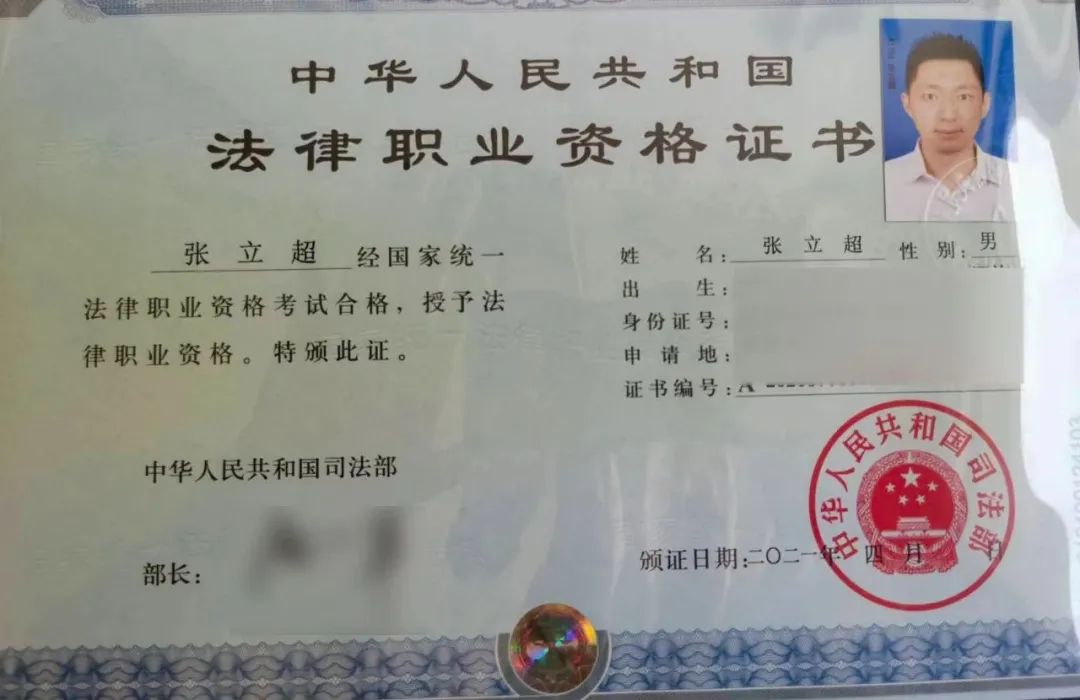 中华人民共和国
法律职业资格证书
张立超 经国家统一
法律职业资格考试合格，授予法
律职业资格。特颁此证。
中华人民共和国司法部
部长：
姓名：张立超 性别：男
出生：
身份证号：
申请地：
证书编号：A
颁证日期：二〇二一年四月 日
中华人民共和国司法部